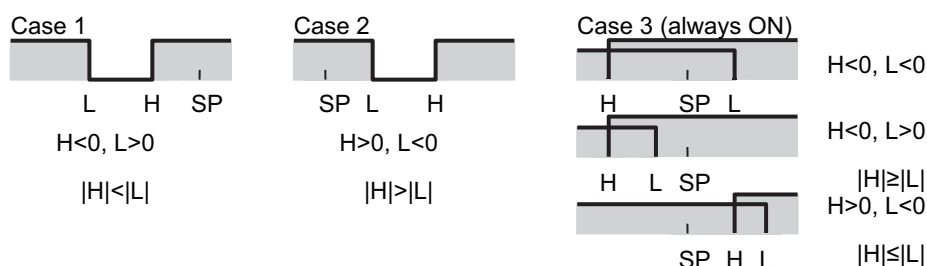 Case 1
L H SP
H<0, L>0
|H|<|L|
Case 2
SP L H
H>0, L<0
|H|>|L|
Case 3 (always ON)
H SP L
H<0, L<0
H L SP
H<0, L>0
|H|≥|L|
SP H L
H>0, L<0
|H|≤|L|